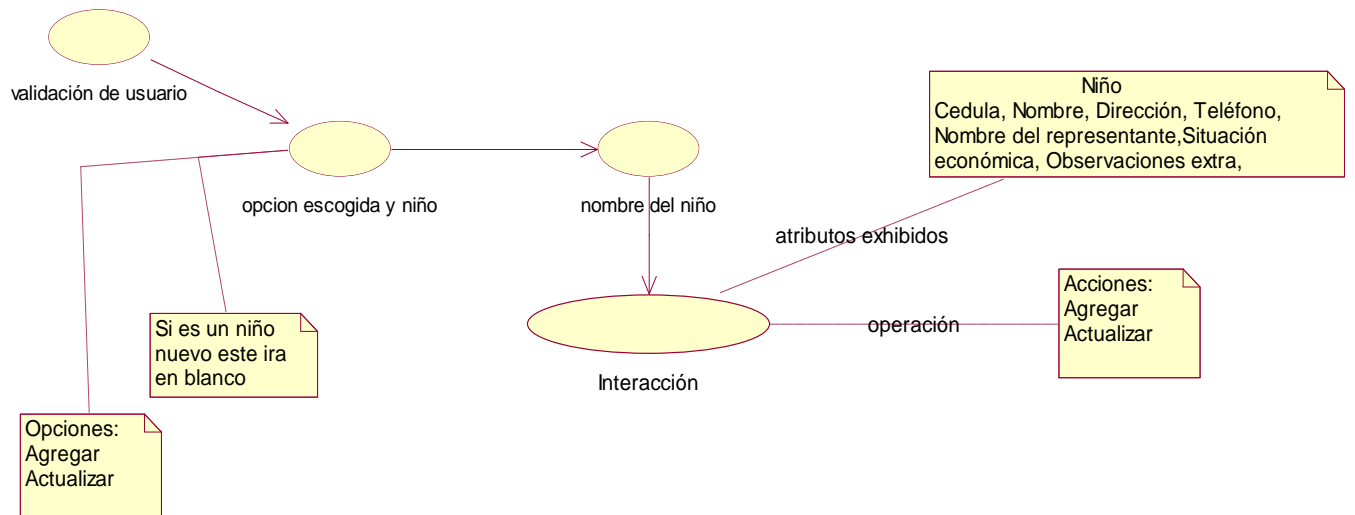 validación de usuario
opcion escogida y niño
nombre del niño
Niño
Cedula, Nombre, Dirección, Teléfono,
Nombre del representante,Situación
económica, Observaciones extra,
atributos exhibidos
Acciones:
Agregar
Actualizar
operación
Interacción
Si es un niño
nuevo este ira
en blanco
Opciones:
Agregar
Actualizar